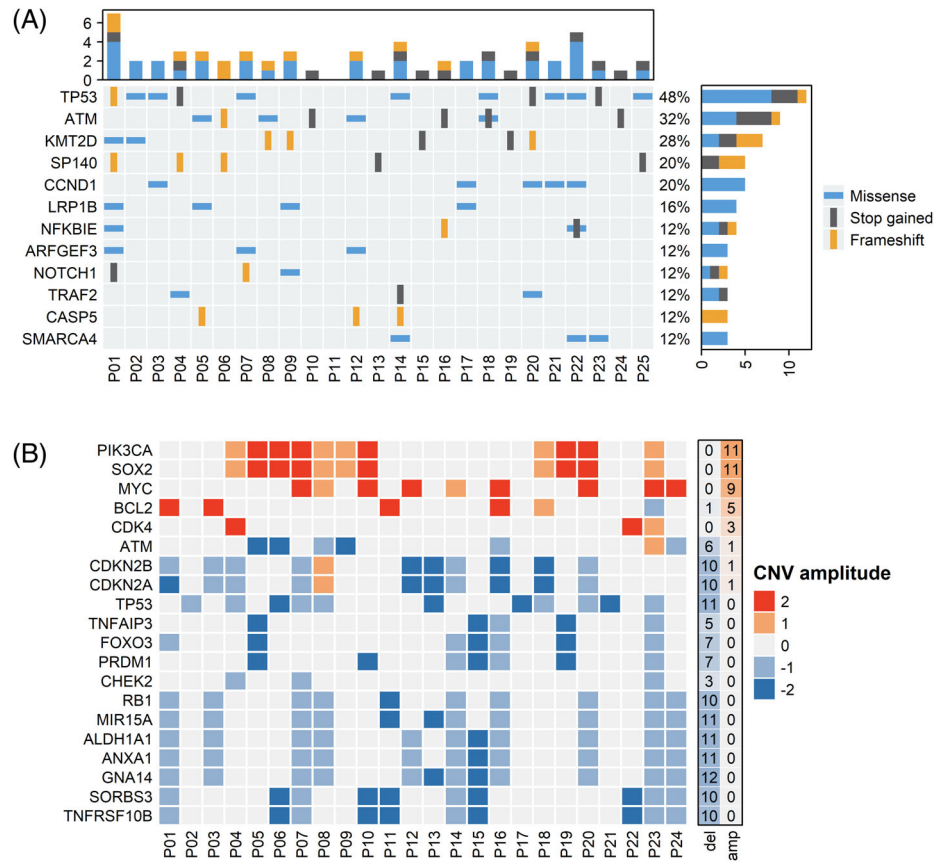 (A)
6
4
2
0
TP53 48%
ATM 32%
KMT2D 28%
SP140 20%
CCND1 20%
LRP1B 16%
NFKBIE 12%
ARFGEF3 12%
NOTCH1 12%
TRAF2 12%
CASP5 12%
SMARCA4 12%
Missense
Stop gained
Frameshift
P01 P02 P03 P04 P05 P06 P07 P08 P09 P10 P11 P12 P13 P14 P15 P16 P17 P18 P19 P20 P21 P22 P23 P24 P25
0 5 10
(B)
PIK3CA 0 11
SOX2 0 11
MYC 0 9
BCL2 1 5
CDK4 0 3
ATM 6 1
CDKN2B 10 1
CDKN2A 10 1
TP53 11 0
TNFAIP3 5 0
FOXO3 7 0
PRDM1 7 0
CHEK2 3 0
RB1 10 0
MIR15A 11 0
ALDH1A1 11 0
ANXA1 11 0
GNA14 12 0
SORBS3 10 0
TNFRSF10B 10 0
CNV amplitude
2
1
0
-1
-2
P01 P02 P03 P04 P05 P06 P07 P08 P09 P10 P11 P12 P13 P14 P15 P16 P17 P18 P19 P20 P21 P22 P23 P24 del amp